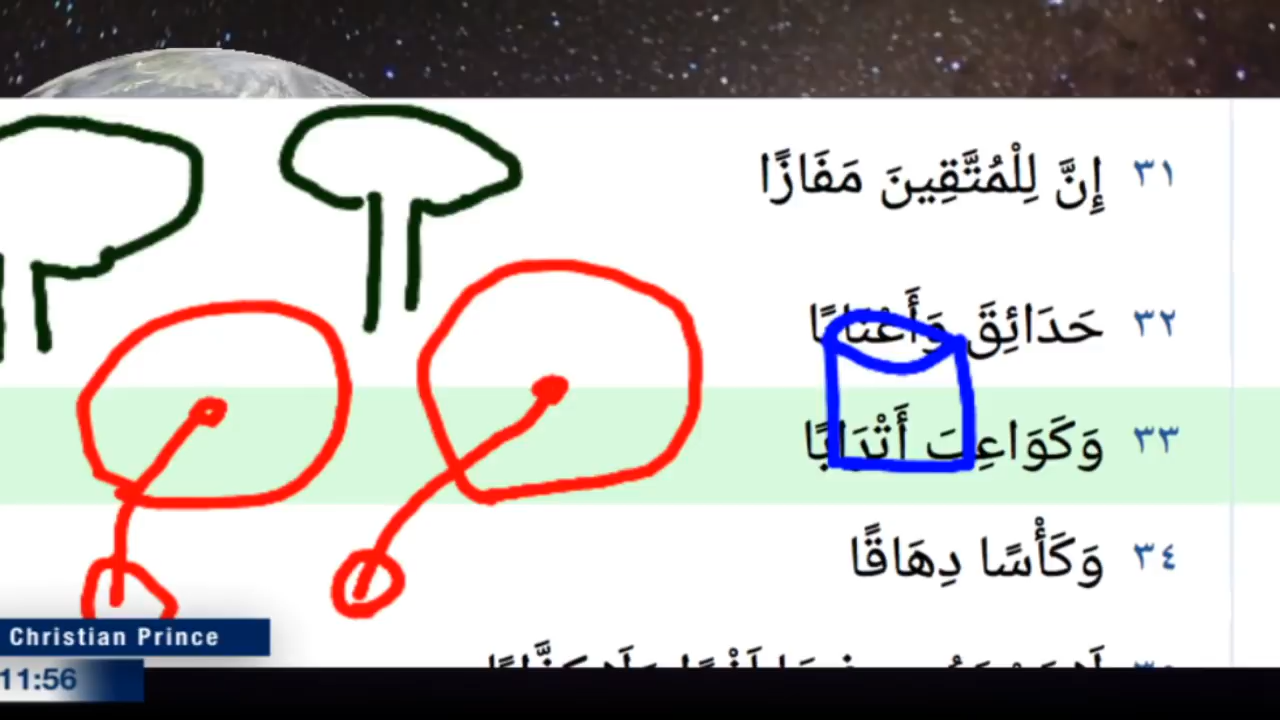 ٣١ إِنَّ لِلْمُتَّقِينَ مَفَازًا
٣٢ حَدَائِقَ وَأَعْنَابًا
٣٣ وَكَوَاعِبَ أَتْرَابًا
٣٤ وَكَأْسًا دِهَاقًا
Christian Prince
11:56